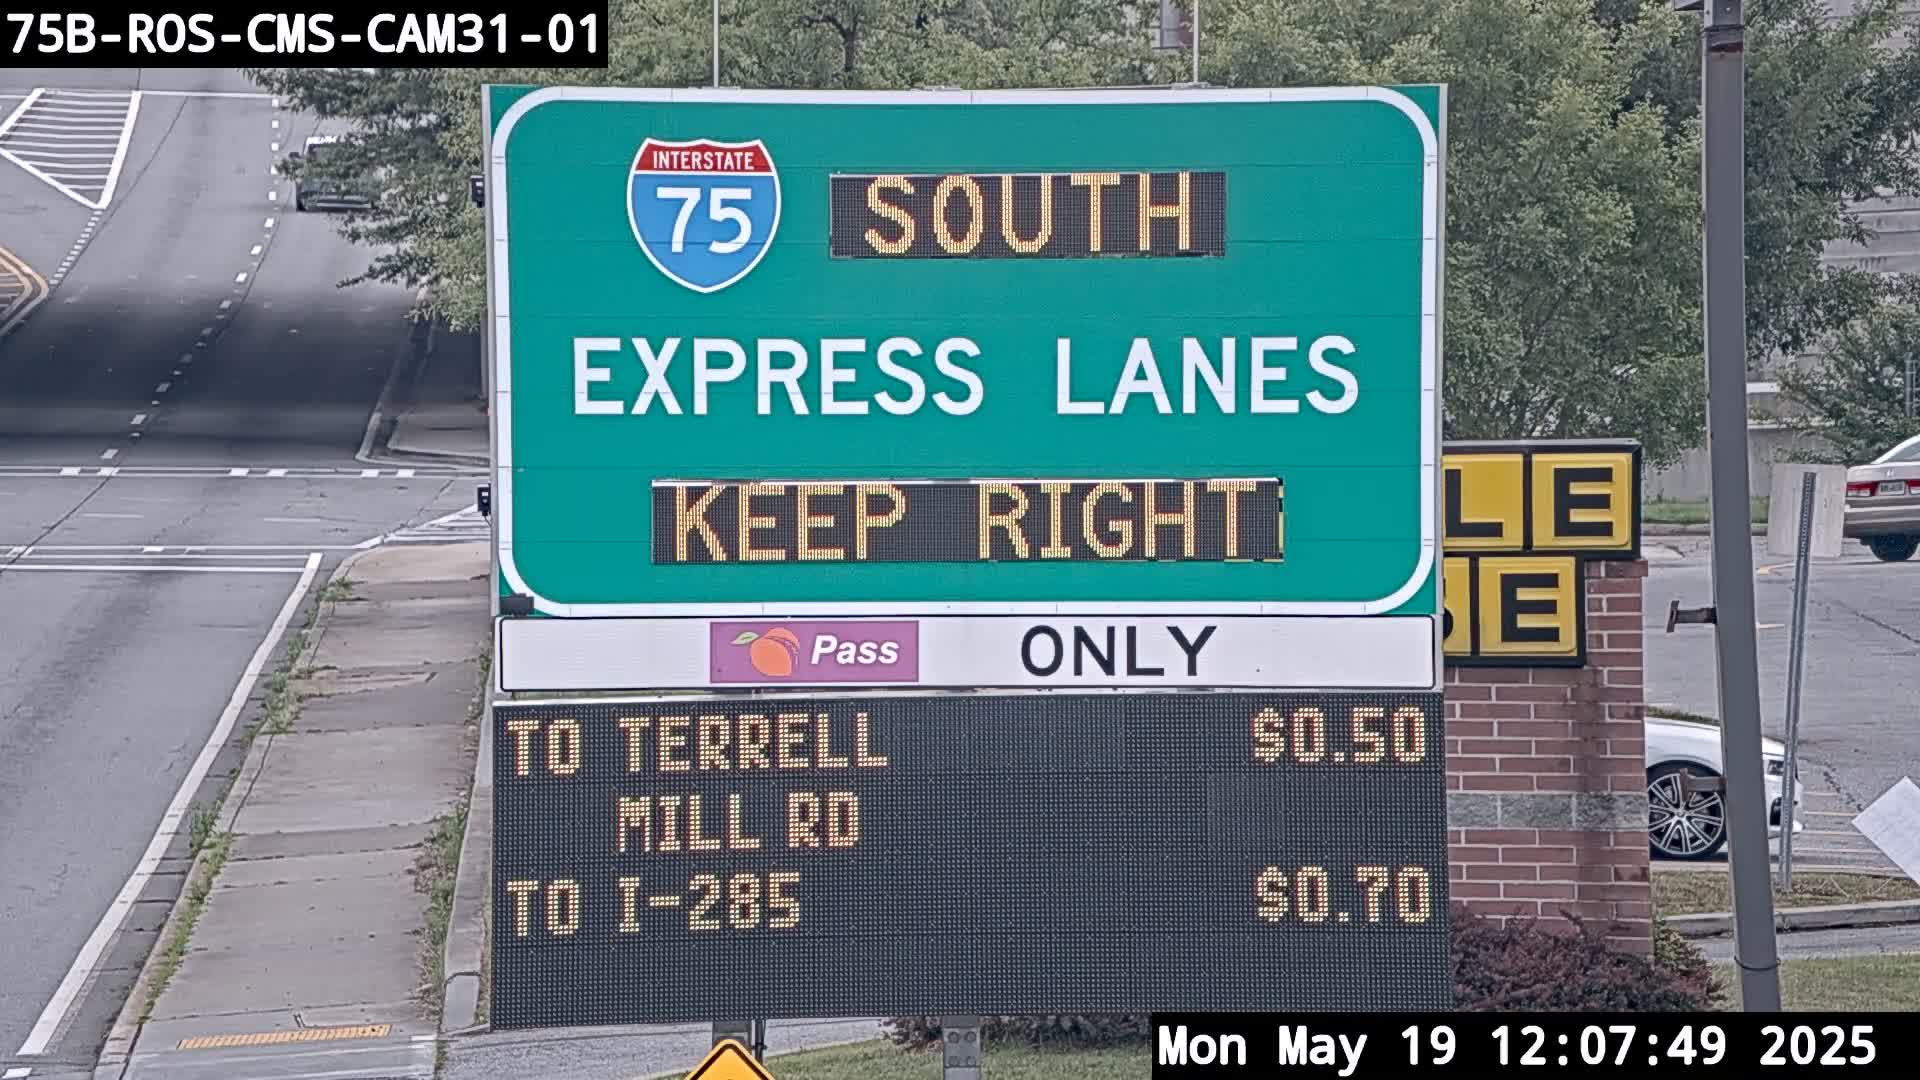 75B-ROS-CMS-CAM31-01
INTERSTATE
75
SOUTH
EXPRESS LANES
KEEP RIGHT
LE
E
Pass ONLY
TO TERRELL $0.50
MILL RD
TO I-285 $0.70
Mon May 19 12:07:49 2025